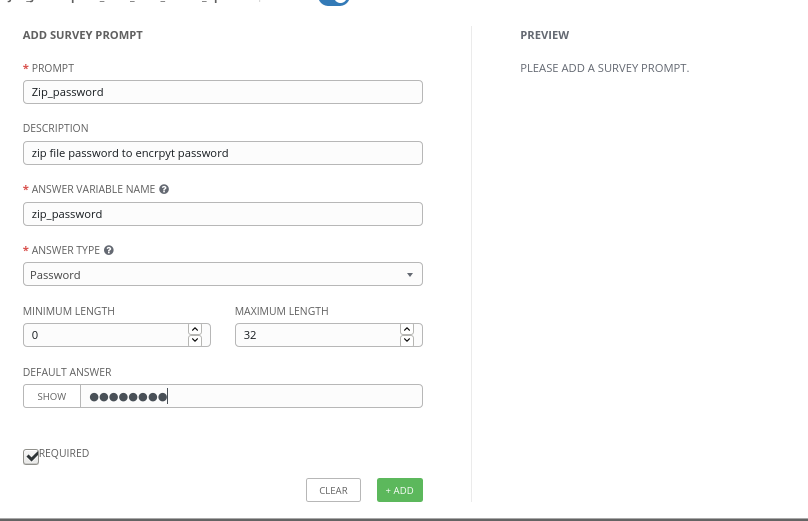 ADD SURVEY PROMPT
* PROMPT
Zip_password
DESCRIPTION
zip file password to encrpyt password
* ANSWER VARIABLE NAME
zip_password
* ANSWER TYPE
Password
MINIMUM LENGTH MAXIMUM LENGTH
0 32
DEFAULT ANSWER
SHOW ●●●●●●●●
REQUIRED
CLEAR + ADD
PREVIEW
PLEASE ADD A SURVEY PROMPT.